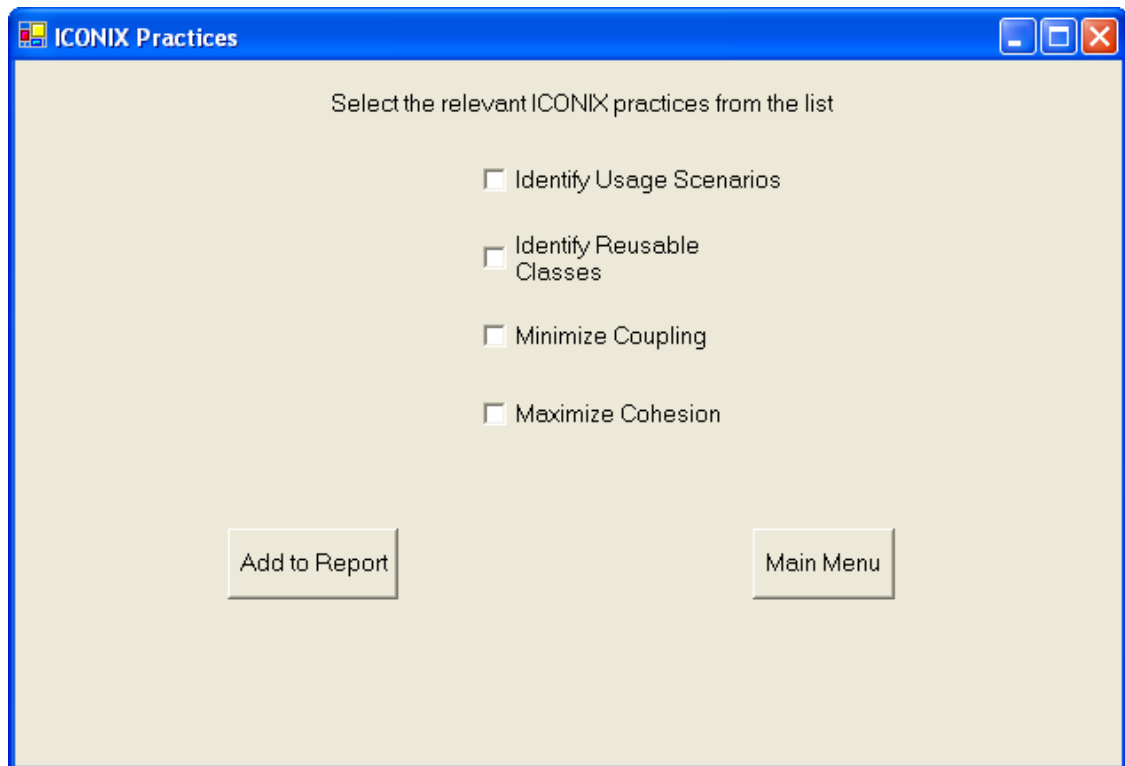 ICONIX Practices
Select the relevant ICONIX practices from the list
Identify Usage Scenarios
Identify Reusable
Classes
Minimize Coupling
Maximize Cohesion
Add to Report
Main Menu